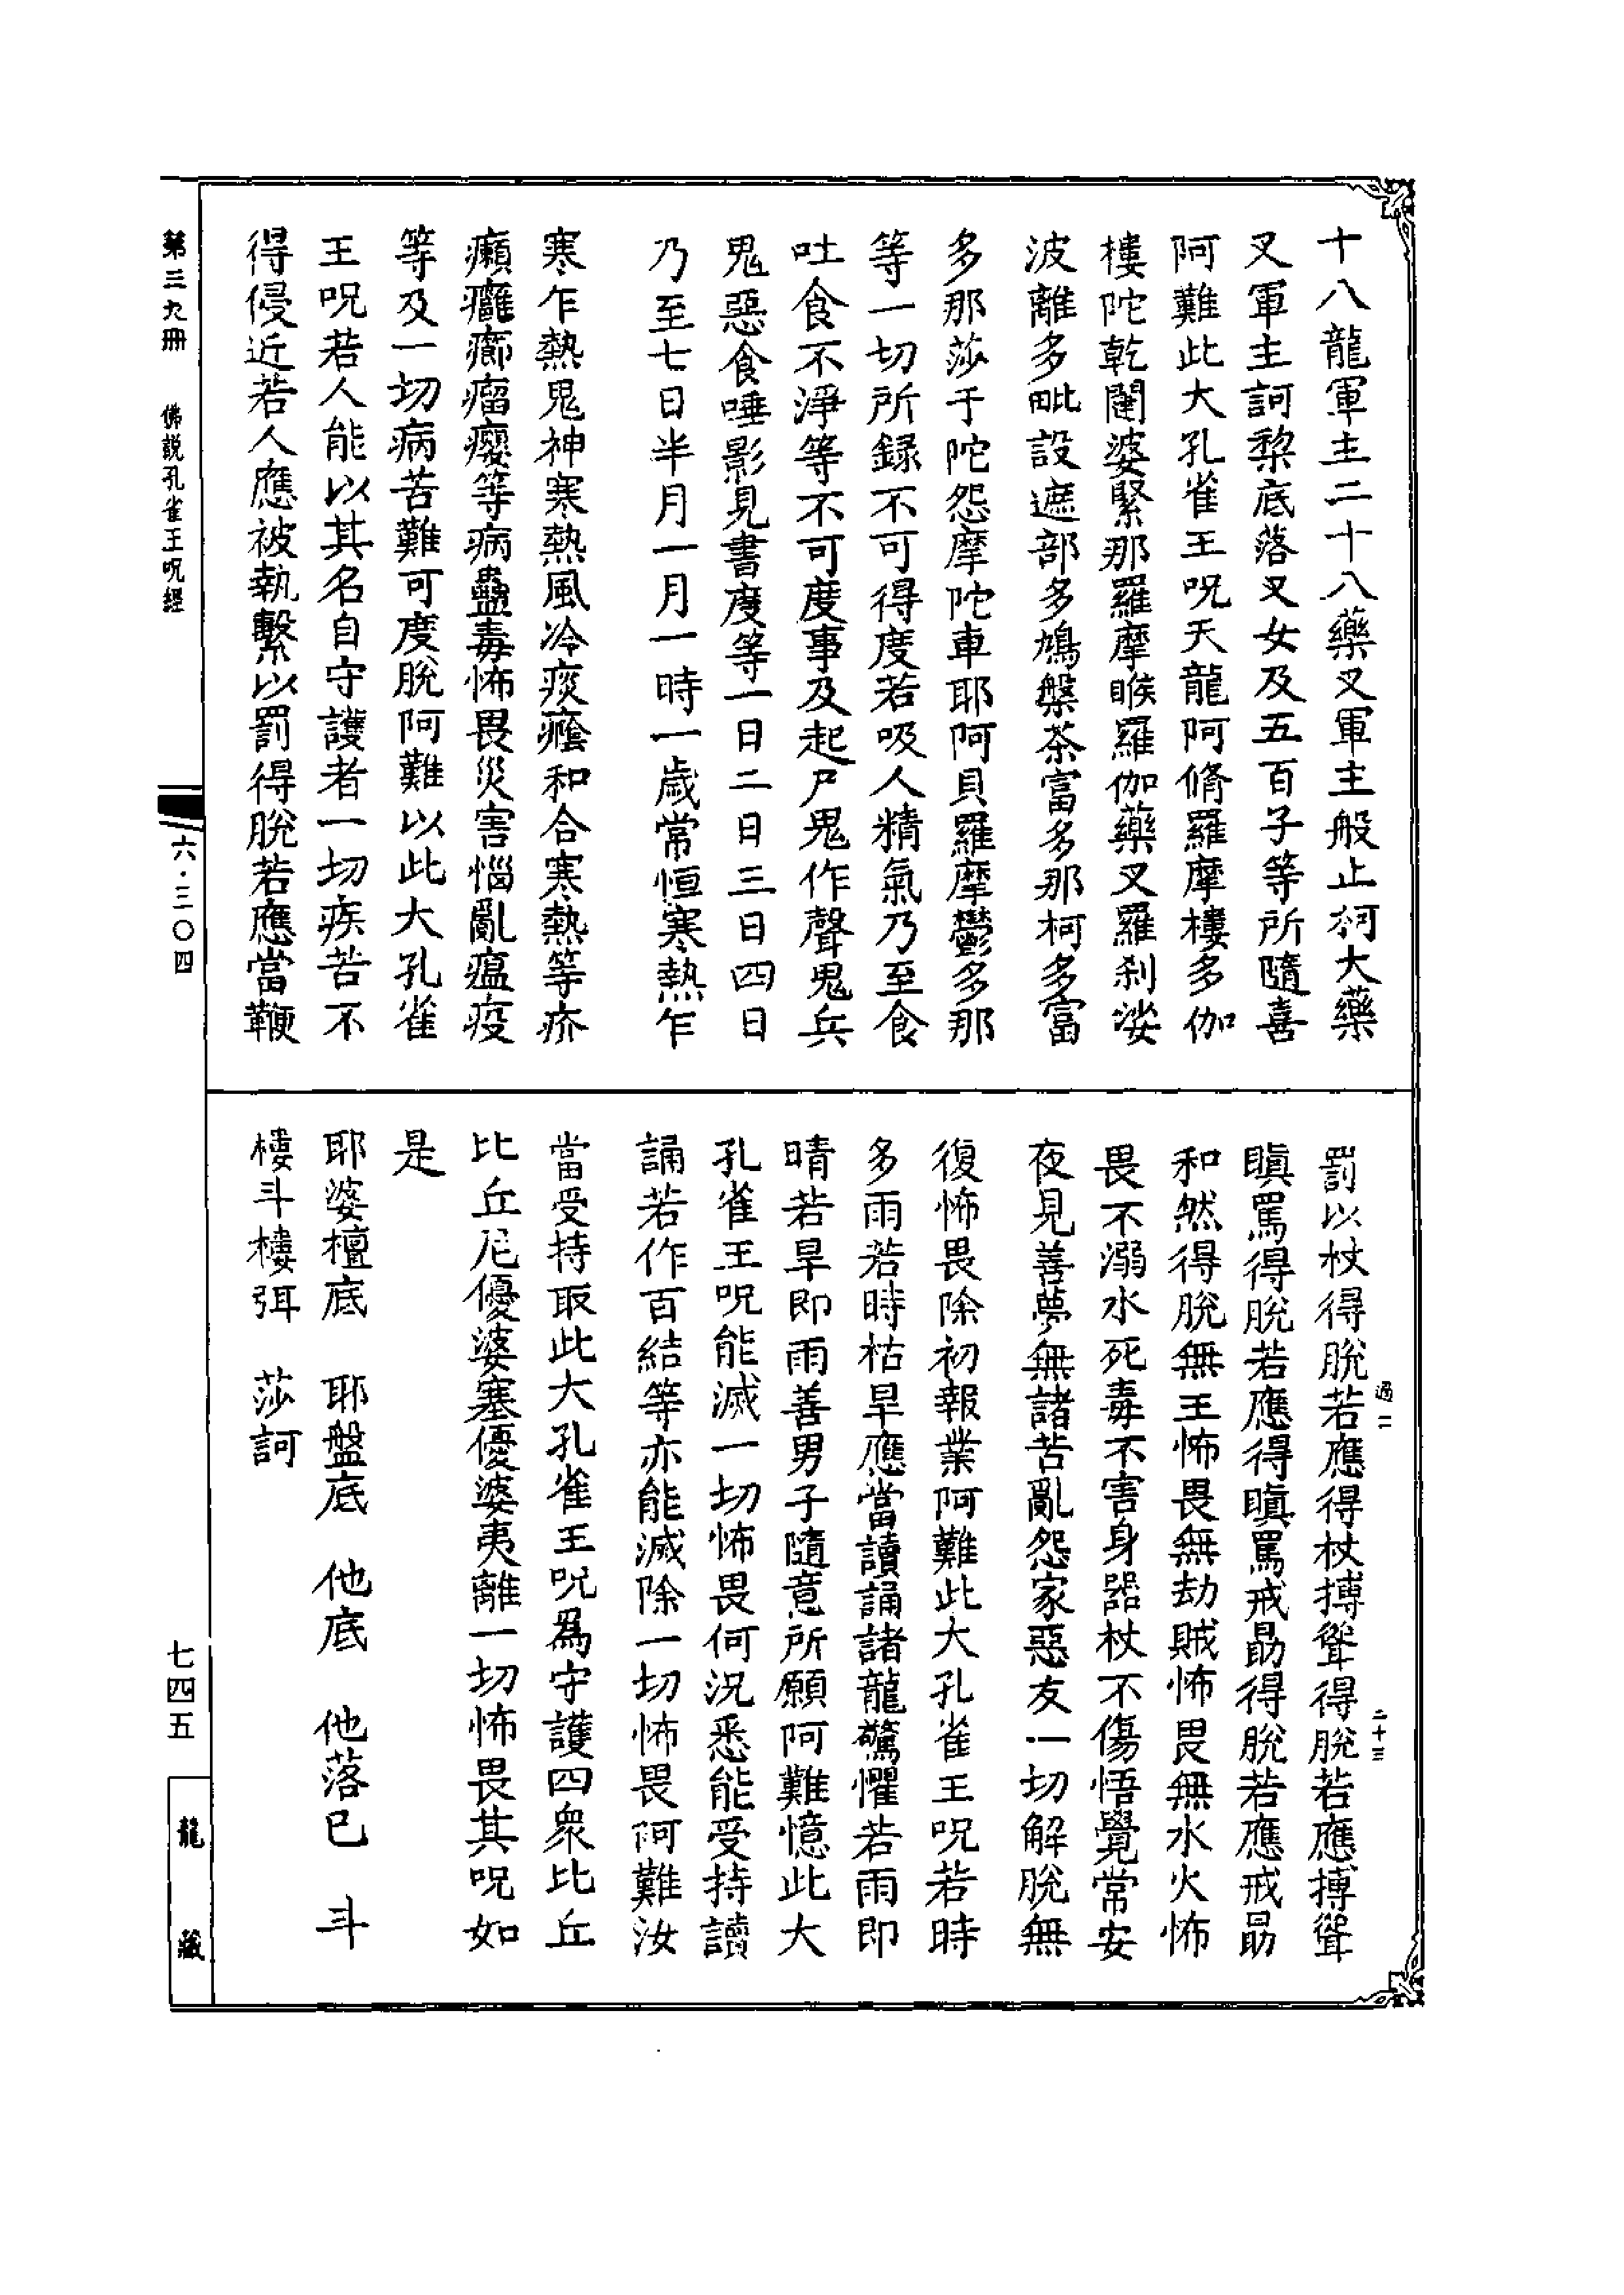 十八龍軍主二十八藥叉軍主般止柯大藥
叉軍主訶梨底落叉女及五百子等所隨喜
阿難此大孔雀王呪天龍阿脩羅摩樓多伽
樓陀乾闥婆緊那羅摩睺羅伽藥叉羅刹娑
波離多毗設遮部多鳩槃茶富多那柯多富
多那莎于陀怨摩陀車耶阿貝羅摩鬱多那
等一切所録不可得度若吸人精氣乃至食
吐食不淨等不可度事及起尸鬼作聲鬼兵
鬼惡食唾影見書度等一日二日三日四日
乃至七日半月一月一時一歳常恒寒熱乍
寒乍熱鬼神寒熱風冷痰癊和合寒熱等疥
癩癰癤瘤癭等病蠱毒怖畏災害惱亂瘟疫
等及一切病苦難可度脫阿難以此大孔雀
王呪若人能以其名自守護者一切疾苦不
得侵近若人應被執繫以罰得脫若應當鞭
罰以杖得脫若應得杖搏聳得脫若應搏聳
瞋罵得脫若應得瞋罵戒勗得脫若應戒勗
和然得脫無王怖畏無劫賊怖畏無水火怖
畏不溺水死毒不害身器杖不傷悟覺常安
夜見善夢無諸苦亂怨家惡友一切解脫無
復怖畏除初報業阿難此大孔雀王呪若時
多雨若時枯旱應當讀誦諸龍驚懼若雨即
晴若旱即雨善男子隨意所願阿難憶此大
孔雀王呪能滅一切怖畏何況悉能受持讀
誦若作百結等亦能滅除一切怖畏阿難汝
當受持取此大孔雀王呪為守護四衆比丘
比丘尼優婆塞優婆夷離一切怖畏其呪如
是
耶婆檀底　耶盤底　他底　他落已　斗
樓斗樓弭　莎訶
過二
二十三
第三九冊　佛説孔雀王呪經
六·三〇四
七四五
龍藏